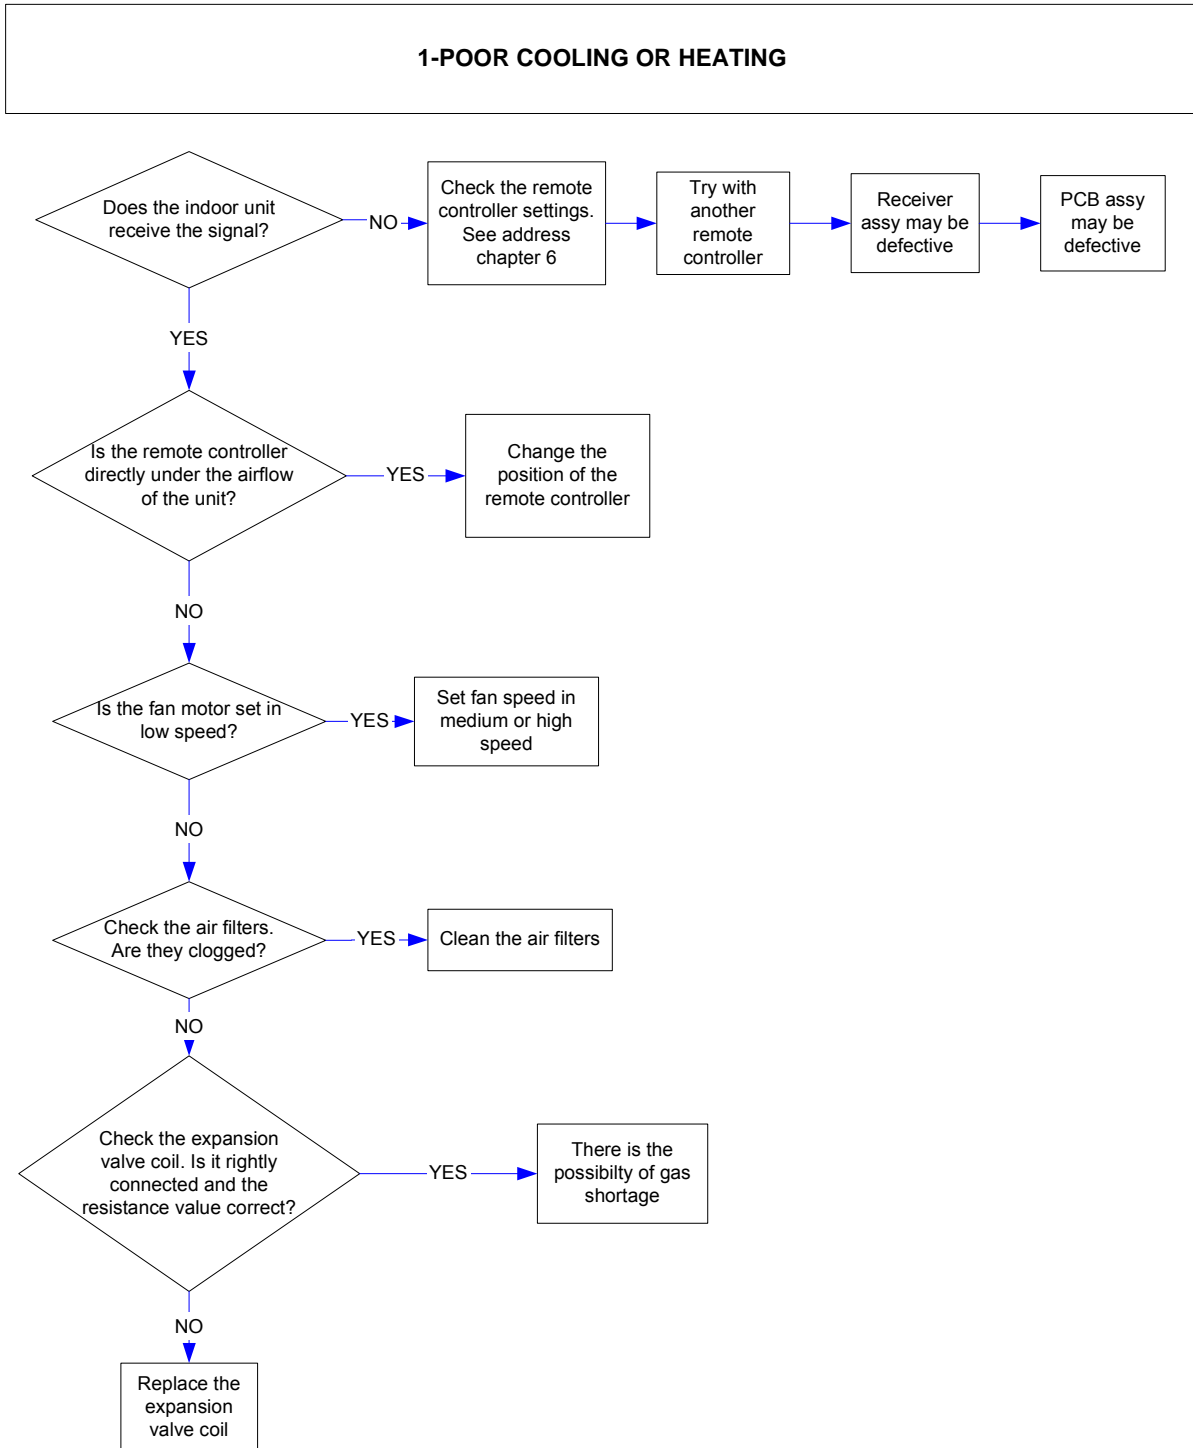 1-POOR COOLING OR HEATING
Does the indoor unit
receive the signal?
NO
Check the remote
controller settings.
See address
chapter 6
Try with
another
remote
controller
Receiver
assy may be
defective
PCB assy
may be
defective
YES
Is the remote controller
directly under the airflow
of the unit?
YES
Change the
position of the
remote controller
NO
Is the fan motor set in
low speed?
YES
Set fan speed in
medium or high
speed
NO
Check the air filters.
Are they clogged?
YES
Clean the air filters
NO
Check the expansion
valve coil. Is it rightly
connected and the
resistance value correct?
YES
There is the
possibilty of gas
shortage
NO
Replace the
expansion
valve coil